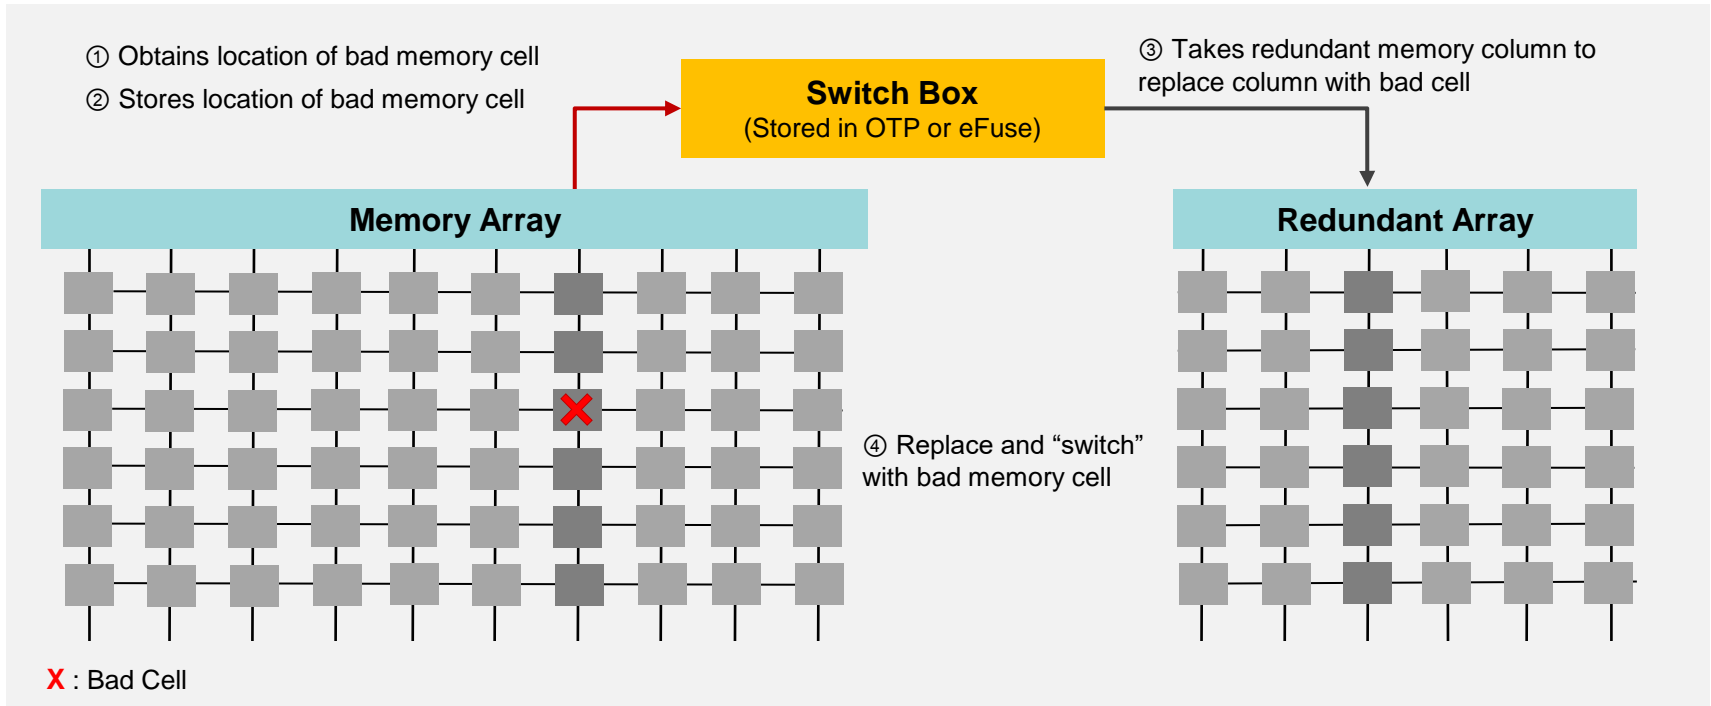 ① Obtains location of bad memory cell
② Stores location of bad memory cell
Switch Box
(Stored in OTP or eFuse)
③ Takes redundant memory column to
replace column with bad cell
Memory Array
Redundant Array
④ Replace and “switch”
with bad memory cell
X : Bad Cell